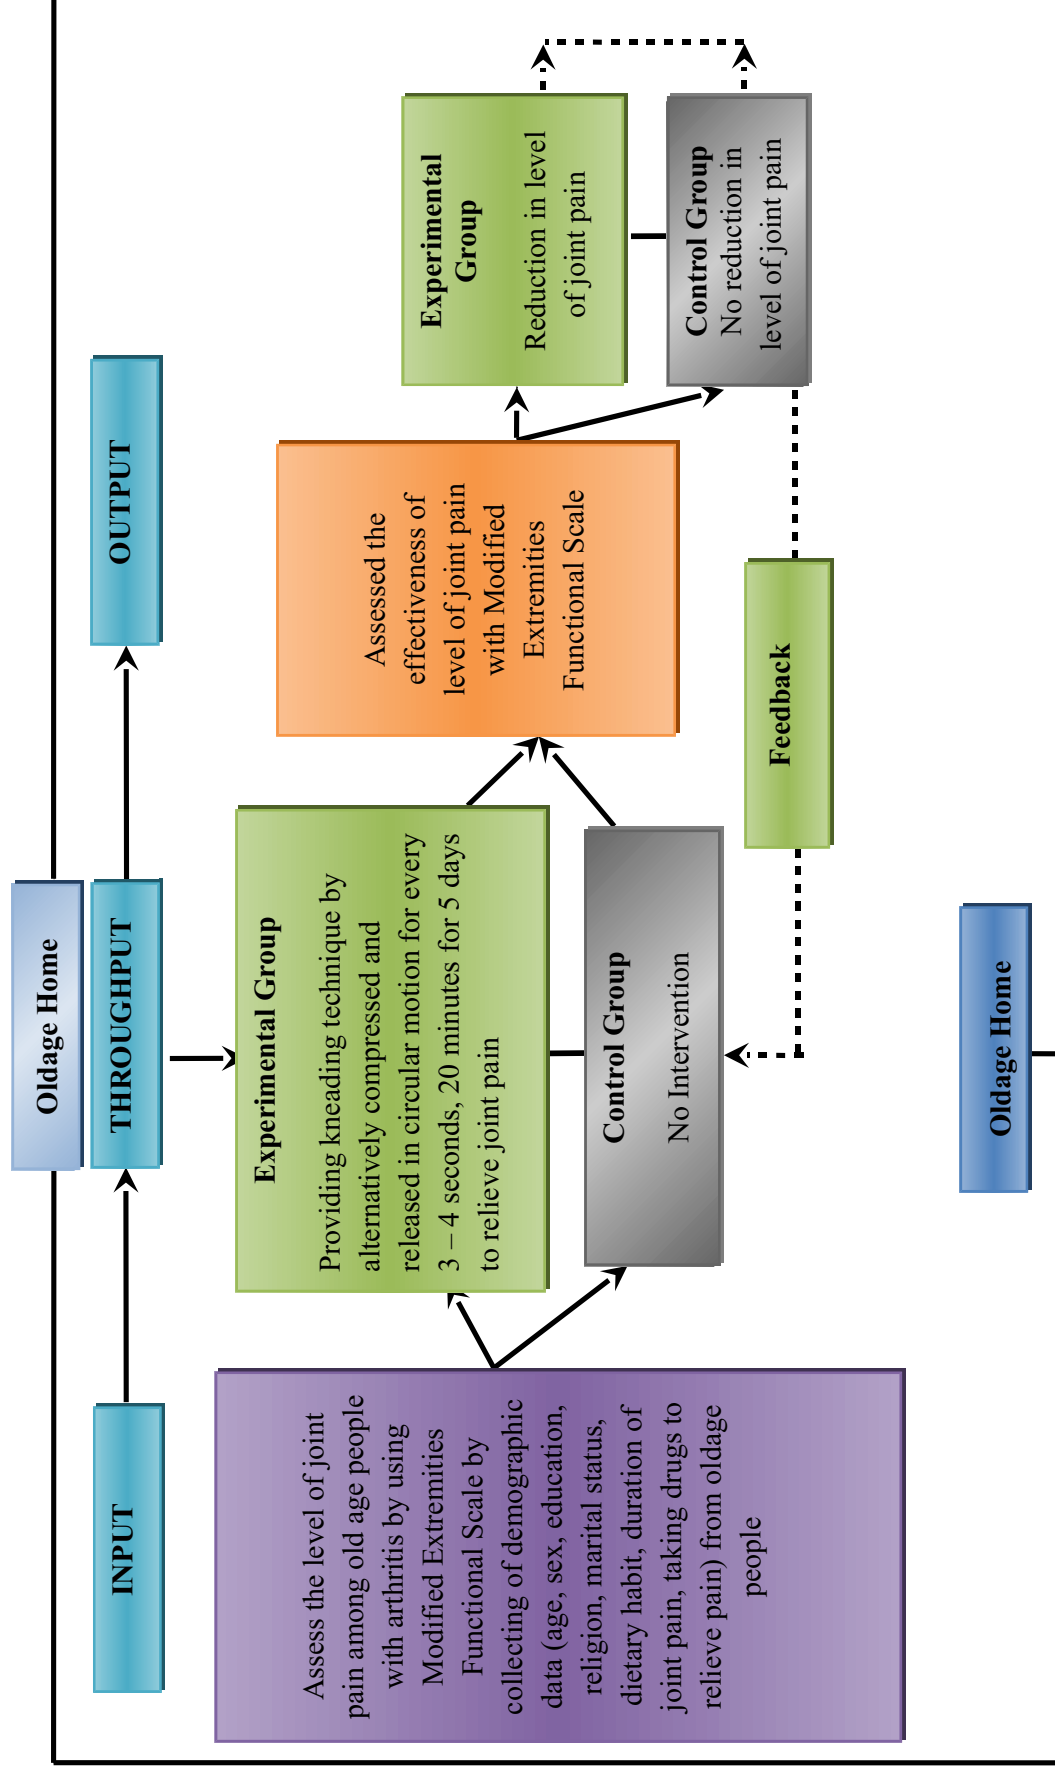 Oldage Home
INPUT
THROUGHPUT
OUTPUT
Assess the level of joint
pain among old age people
with arthritis by using
Modified Extremities
Functional Scale by
collecting of demographic
data (age, sex, education,
religion, marital status,
dietary habit, duration of
joint pain, taking drugs to
relieve pain) from oldage
people
Experimental Group
Providing kneading technique by
alternatively compressed and
released in circular motion for every
3 – 4 seconds, 20 minutes for 5 days
to relieve joint pain
Control Group
No Intervention
Assessed the
effectiveness of
level of joint pain
with Modified
Extremities
Functional Scale
Experimental
Group
Reduction in level
of joint pain
Control Group
No reduction in
level of joint pain
Feedback
Oldage Home